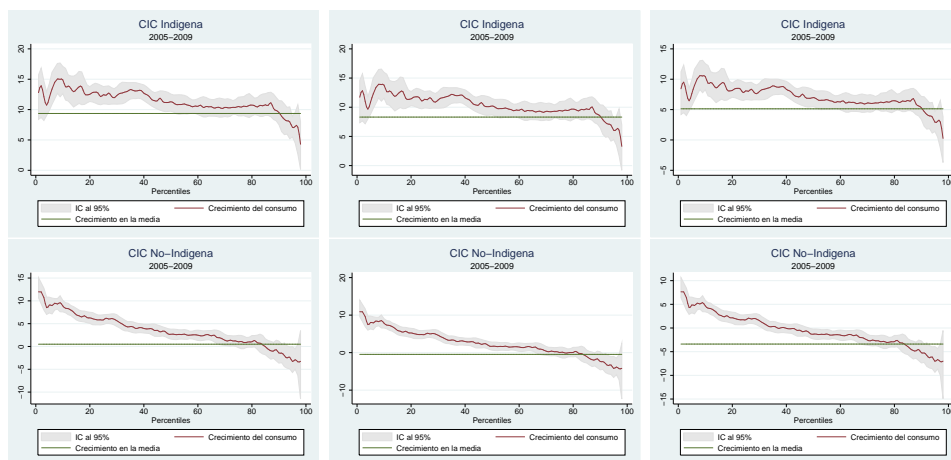 CIC Indigena
2005−2009
20
15
10
5
0
0 20 40 60 80 100
Percentiles
IC al 95% Crecimiento del consumo
Crecimiento en la media
CIC Indigena
2005−2009
20
15
10
5
0
0 20 40 60 80 100
Percentiles
IC al 95% Crecimiento del consumo
Crecimiento en la media
CIC Indigena
2005−2009
15
10
5
0
−5
0 20 40 60 80 100
Percentiles
IC al 95% Crecimiento del consumo
Crecimiento en la media
CIC No−Indigena
2005−2009
15
10
5
0
−5
−10
0 20 40 60 80 100
Percentiles
IC al 95% Crecimiento del consumo
Crecimiento en la media
CIC No−Indigena
2005−2009
20
10
0
−10
0 20 40 60 80 100
Percentiles
IC al 95% Crecimiento del consumo
Crecimiento en la media
CIC No−Indigena
2005−2009
10
5
0
−5
−10
−15
0 20 40 60 80 100
Percentiles
IC al 95% Crecimiento del consumo
Crecimiento en la media